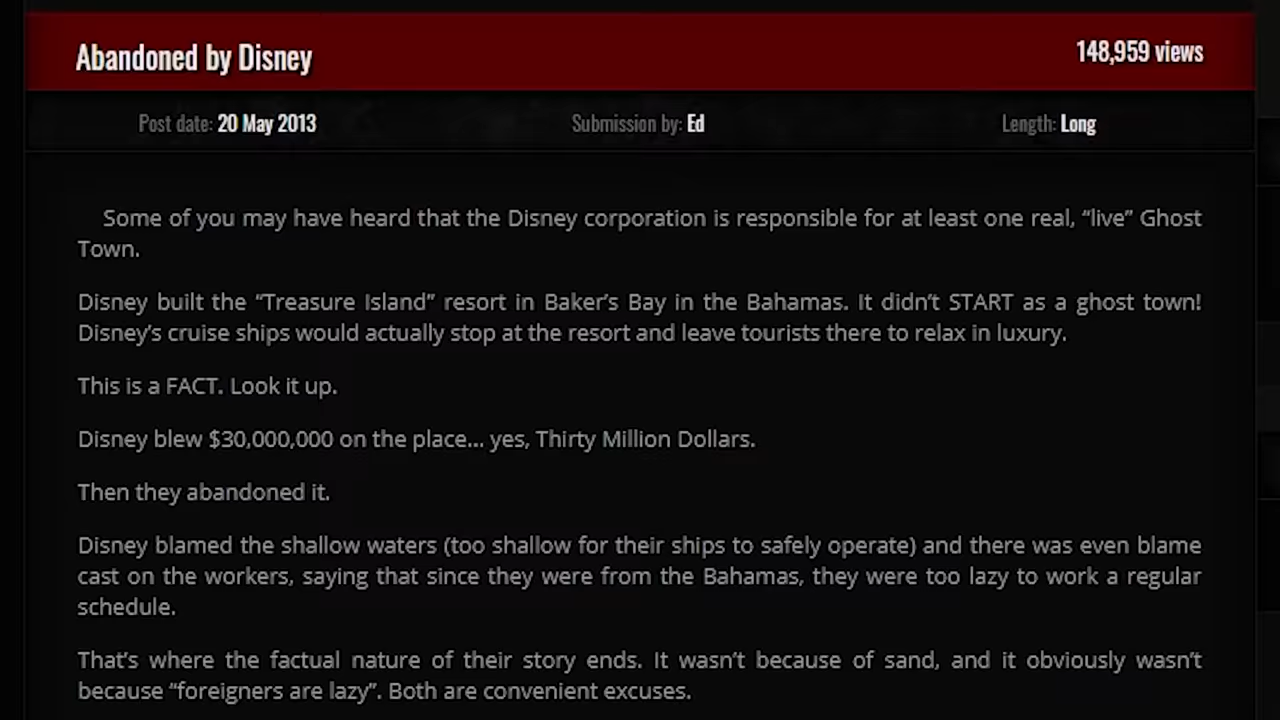 Abandoned by Disney
148,959 views
Post date: 20 May 2013
Submission by: Ed
Length: Long
Some of you may have heard that the Disney corporation is responsible for at least one real, “live” Ghost
Town.
Disney built the “Treasure Island” resort in Baker’s Bay in the Bahamas. It didn’t START as a ghost town!
Disney’s cruise ships would actually stop at the resort and leave tourists there to relax in luxury.
This is a FACT. Look it up.
Disney blew $30,000,000 on the place… yes, Thirty Million Dollars.
Then they abandoned it.
Disney blamed the shallow waters (too shallow for their ships to safely operate) and there was even blame
cast on the workers, saying that since they were from the Bahamas, they were too lazy to work a regular
schedule.
That’s where the factual nature of their story ends. It wasn’t because of sand, and it obviously wasn’t
because “foreigners are lazy”. Both are convenient excuses.